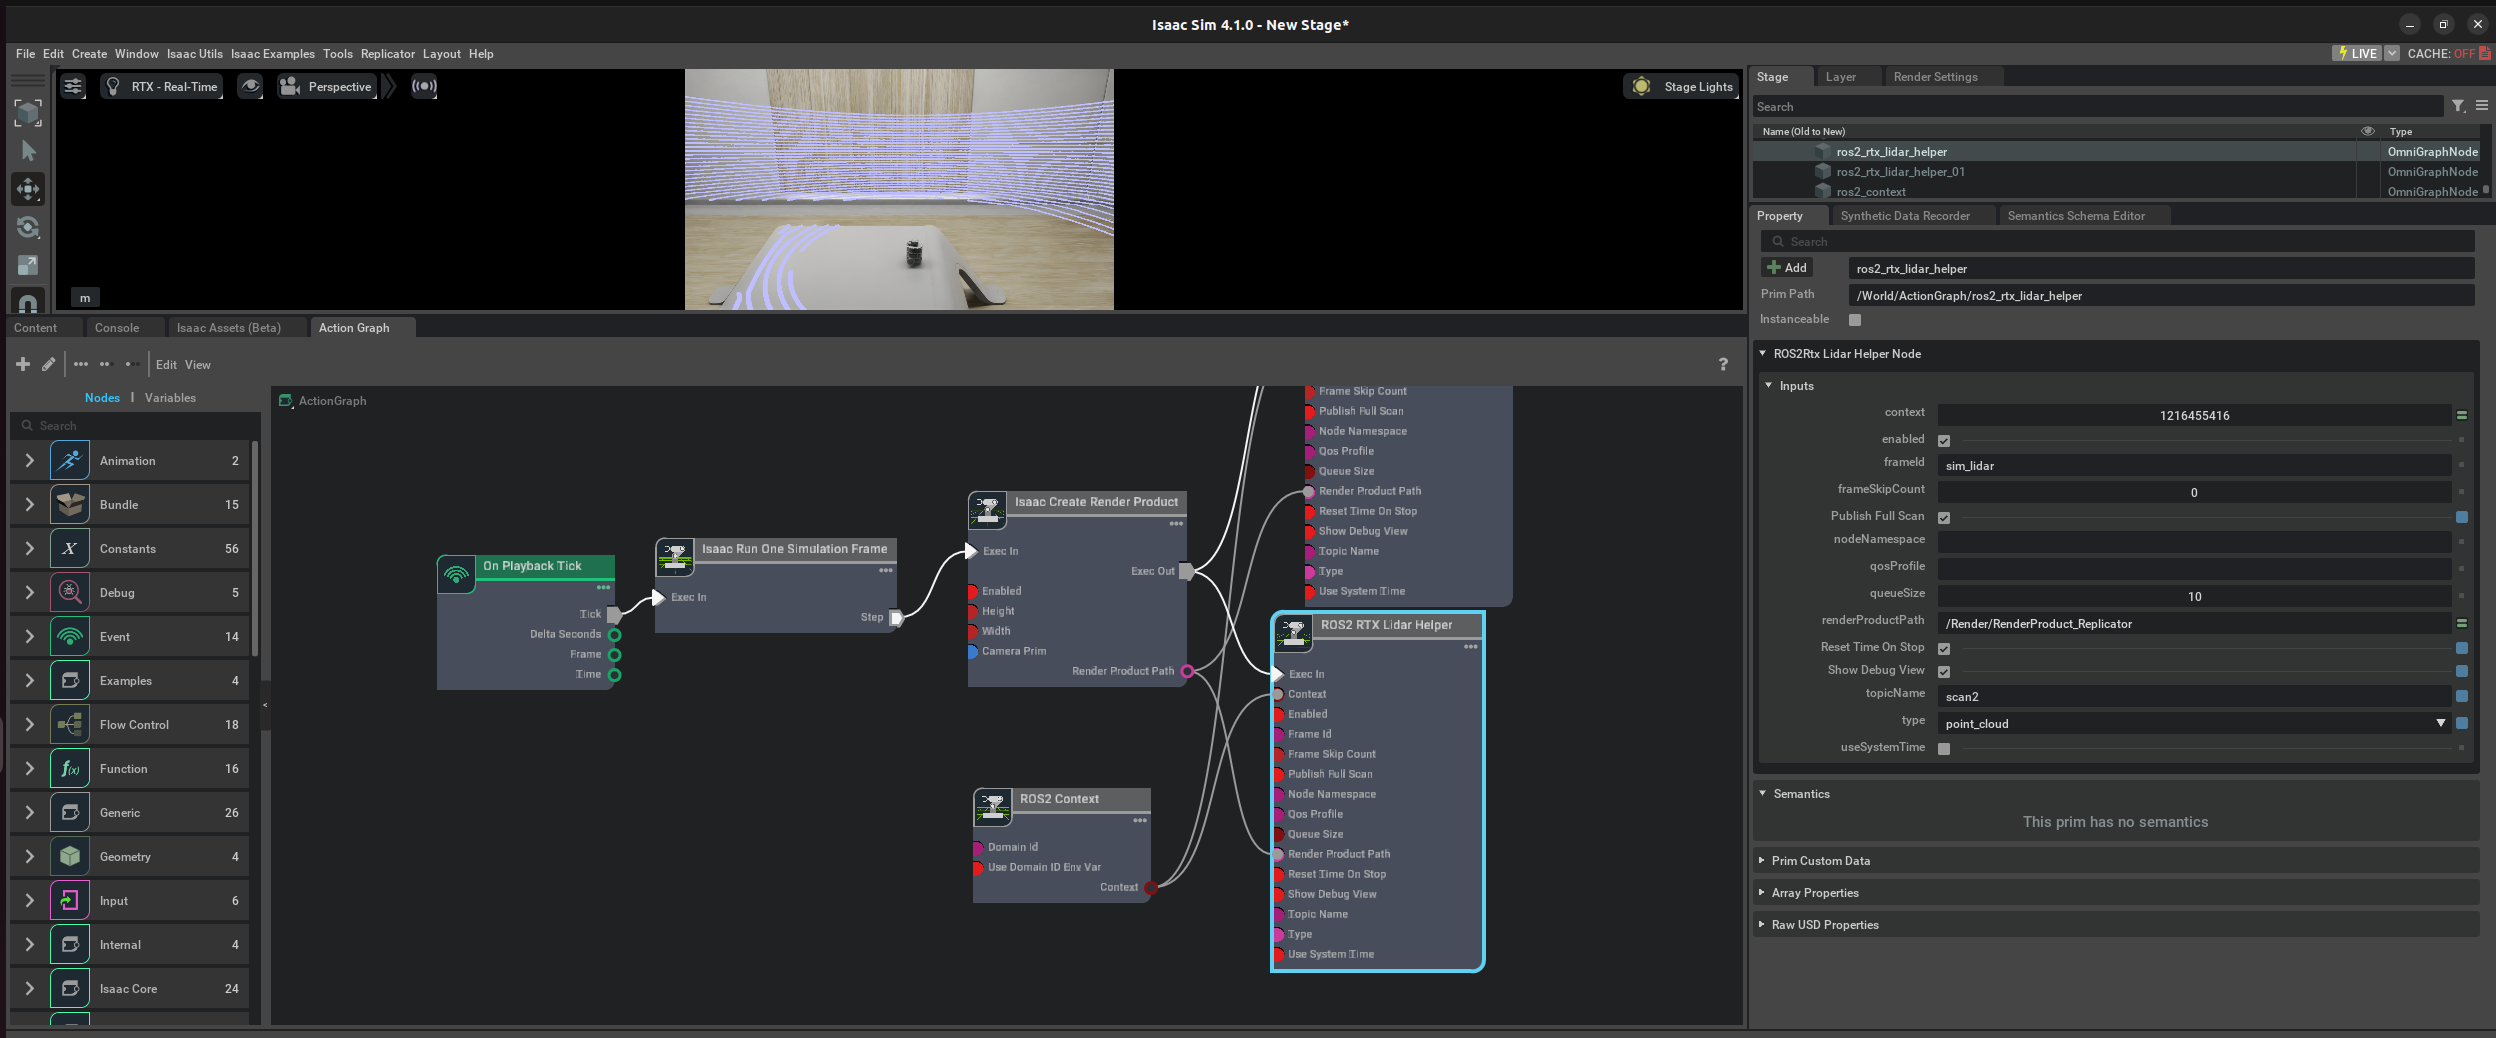 Isaac Sim 4.1.0 - New Stage*
File Edit Create Window Isaac Utils Isaac Examples Tools Replicator Layout Help
LIVE CACHE: OFF
RTX - Real-Time Perspective Stage Lights
m
Content Console Isaac Assets (Beta) Action Graph
Edit View ?
Nodes | Variables
Search
Animation 2
Bundle 15
Constants 56
Debug 5
Event 14
Examples 4
Flow Control 18
Function 16
Generic 26
Geometry 4
Input 6
Internal 4
Isaac Core 24
<
ActionGraph
On Playback Tick
Tick
Delta Seconds
Frame
Time
Isaac Run One Simulation Frame
Exec In
Step
Isaac Create Render Product
Exec In
Exec Out
Enabled
Height
Width
Camera Prim
Render Product Path
ROS2 Context
Domain Id
Use Domain ID Env Var
Context
Frame Skip Count
Publish Full Scan
Node Namespace
Qos Profile
Queue Size
Render Product Path
Reset Time On Stop
Show Debug View
Topic Name
Type
Use System Time
ROS2 RTX Lidar Helper
Exec In
Context
Enabled
Frame Id
Frame Skip Count
Publish Full Scan
Node Namespace
Qos Profile
Queue Size
Render Product Path
Reset Time On Stop
Show Debug View
Topic Name
Type
Use System Time
Stage Layer Render Settings
Search
Name (Old to New) Type
ros2_rtx_lidar_helper OmniGraphNode
ros2_rtx_lidar_helper_01 OmniGraphNode
ros2_context OmniGraphNode
Property Synthetic Data Recorder Semantics Schema Editor
Search
Add ros2_rtx_lidar_helper
Prim Path /World/ActionGraph/ros2_rtx_lidar_helper
Instanceable
ROS2Rtx Lidar Helper Node
Inputs
context 1216455416
enabled
frameId sim_lidar
frameSkipCount 0
Publish Full Scan
nodeNamespace
qosProfile
queueSize 10
renderProductPath /Render/RenderProduct_Replicator
Reset Time On Stop
Show Debug View
topicName scan2
type point_cloud
useSystemTime
Semantics
This prim has no semantics
Prim Custom Data
Array Properties
Raw USD Properties